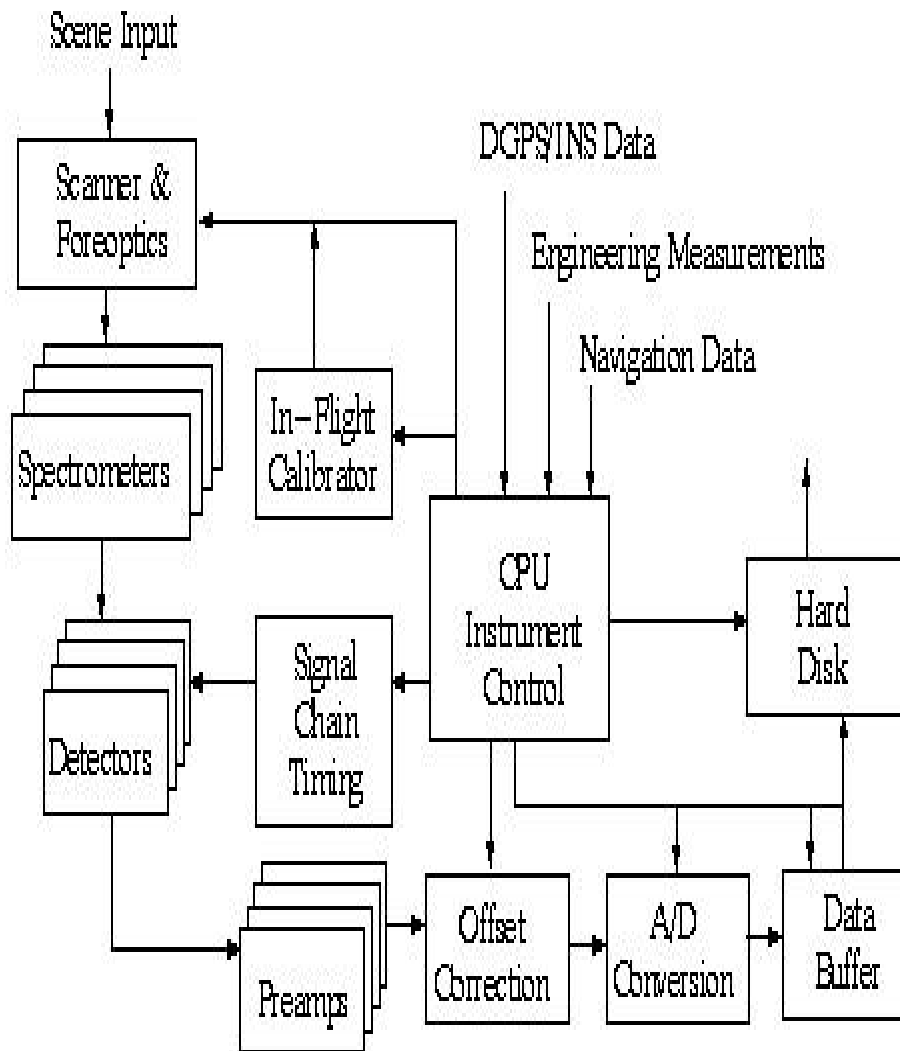 Scene Input
Scanner &
Foreoptics
DGPS/INS Data
Engineering Measurements
Navigation Data
In-Flight
Calibrator
Spectrometers
CPU
Instrument
Control
Hard
Disk
Signal
Chain
Timing
Detectors
Preamps
Offset
Correction
A/D
Conversion
Data
Buffer